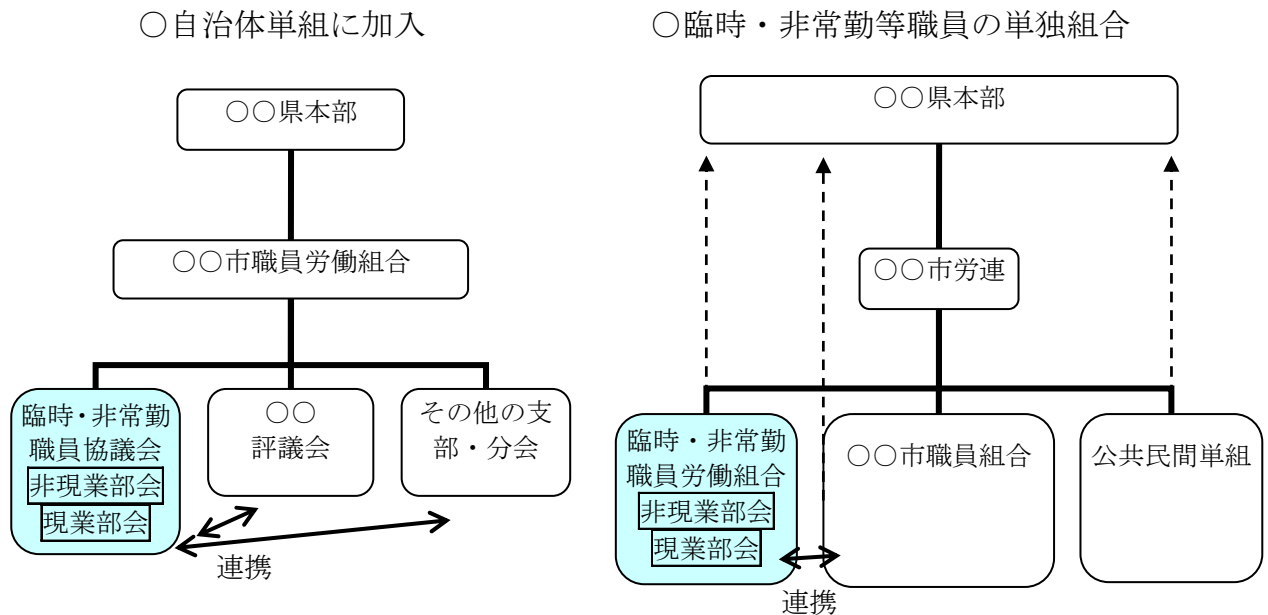 ○自治体単組に加入
○○県本部
○○市職員労働組合
臨時・非常勤
職員協議会
非現業部会
現業部会
○○
評議会
その他の支
部・分会
連携
○臨時・非常勤等職員の単独組合
○○県本部
○○市労連
臨時・非常勤
職員労働組合
非現業部会
現業部会
○○市職員組合
公共民間単組
連携